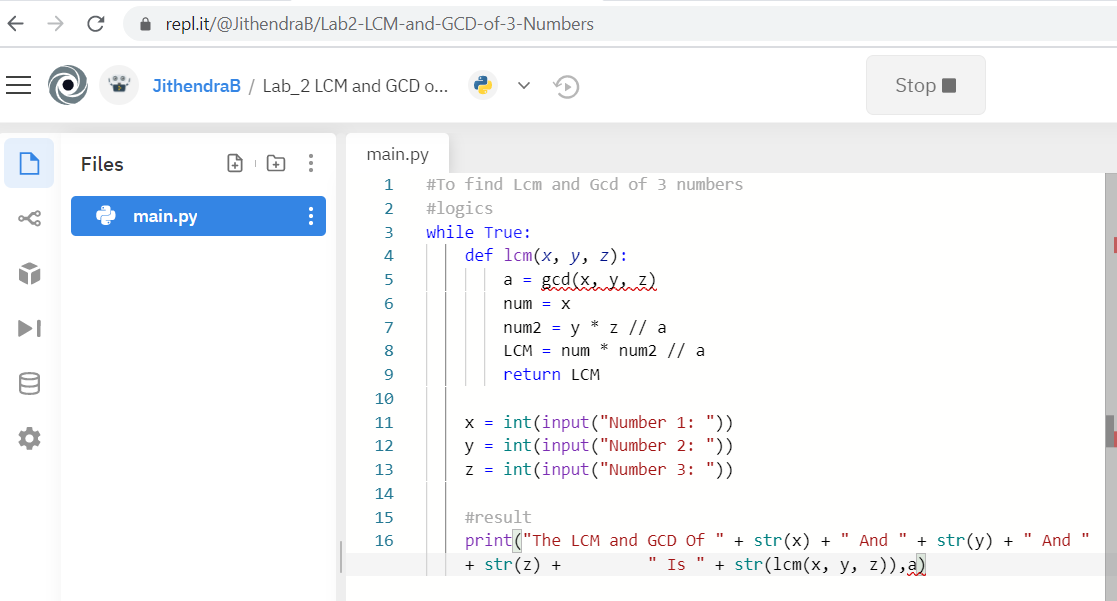 repl.it/@JithendraB/Lab2-LCM-and-GCD-of-3-Numbers
JithendraB / Lab_2 LCM and GCD o...
Stop
Files
main.py
main.py
1 #To find Lcm and Gcd of 3 numbers
2 #logics
3 while True:
4     def lcm(x, y, z):
5         a = gcd(x, y, z)
6         num = x
7         num2 = y * z // a
8         LCM = num * num2 // a
9         return LCM
10
11     x = int(input("Number 1: "))
12     y = int(input("Number 2: "))
13     z = int(input("Number 3: "))
14
15     #result
16     print("The LCM and GCD Of " + str(x) + " And " + str(y) + " And "
    + str(z) +         " Is " + str(lcm(x, y, z)),a)